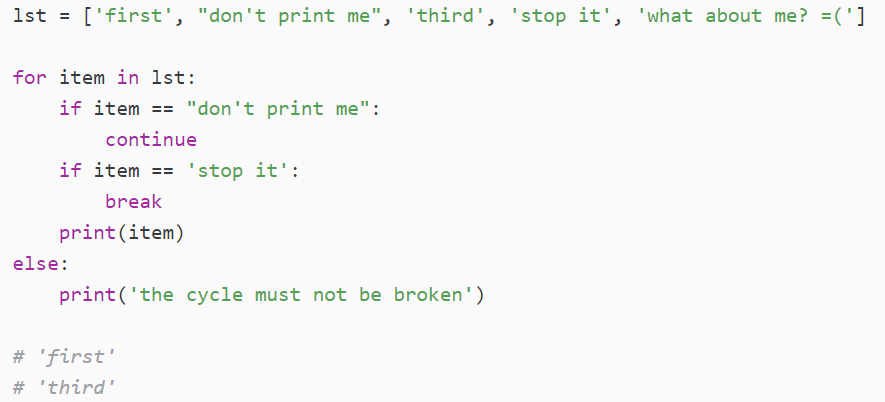 lst = ['first', "don't print me", 'third', 'stop it', 'what about me? =(']

for item in lst:
    if item == "don't print me":
        continue
    if item == 'stop it':
        break
    print(item)
else:
    print('the cycle must not be broken')

# 'first'
# 'third'